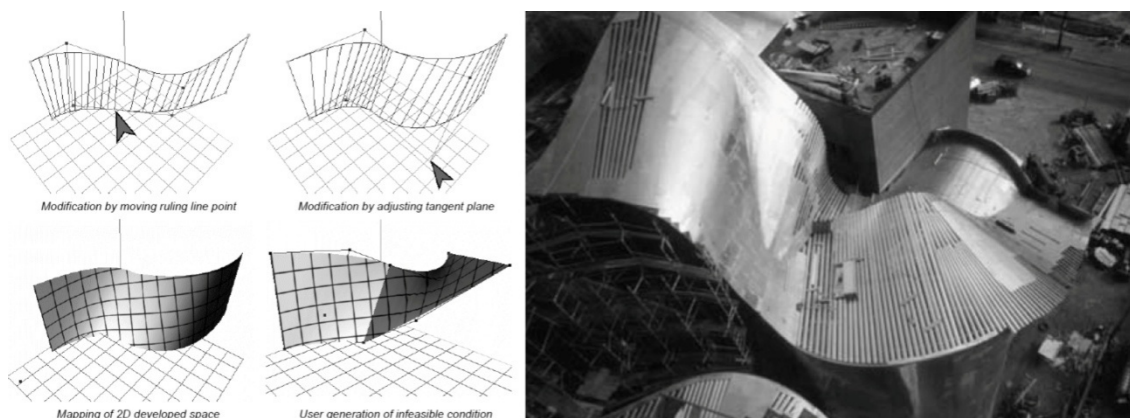 Modification by moving ruling line point
Modification by adjusting tangent plane
Mapping of 2D developed space
User generation of infeasible condition